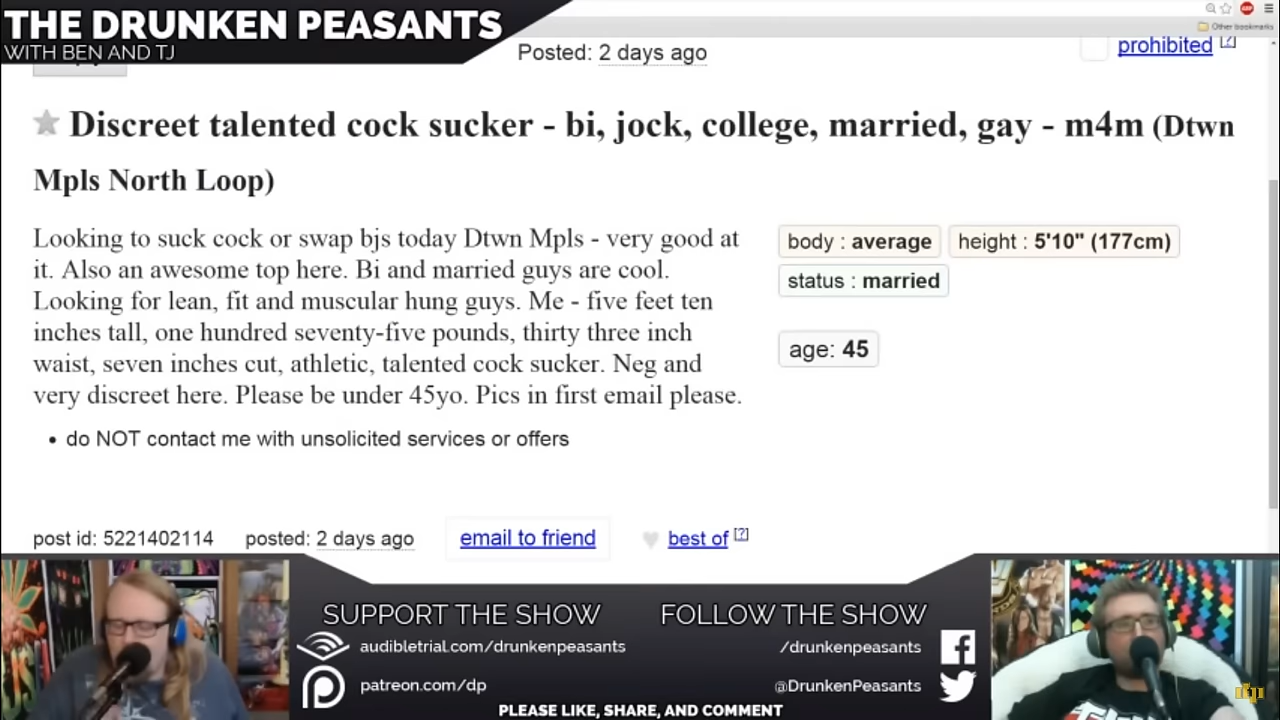 THE DRUNKEN PEASANTS
WITH BEN AND TJ
Other bookmarks
Posted: 2 days ago
prohibited [?]
Discreet talented cock sucker - bi, jock, college, married, gay - m4m (Dtwn
Mpls North Loop)
Looking to suck cock or swap bjs today Dtwn Mpls - very good at
it. Also an awesome top here. Bi and married guys are cool.
Looking for lean, fit and muscular hung guys. Me - five feet ten
inches tall, one hundred seventy-five pounds, thirty three inch
waist, seven inches cut, athletic, talented cock sucker. Neg and
very discreet here. Please be under 45yo. Pics in first email please.
body : average height : 5'10" (177cm)
status : married
age: 45
• do NOT contact me with unsolicited services or offers
post id: 5221402114 posted: 2 days ago email to friend best of [?]
SUPPORT THE SHOW
audibletrial.com/drunkenpeasants
patreon.com/dp
FOLLOW THE SHOW
/drunkenpeasants
@DrunkenPeasants
PLEASE LIKE, SHARE, AND COMMENT
dp